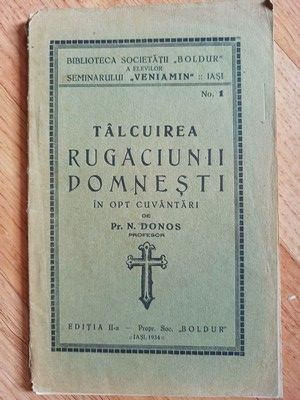 BIBLIOTECA SOCIETĂȚII „BOLDUR"
A ELEVILOR
SEMINARULUI „VENIAMIN" :: IAȘI
No. 1
TÂLCUIREA
RUGĂCIUNII
DOMNEȘTI
ÎN OPT CUVÂNTĂRI
DE
Pr. N. DONOS
PROFESOR
EDIȚIA II-a — Propr. Soc. „BOLDUR"
:: IAȘI, 1934 ::